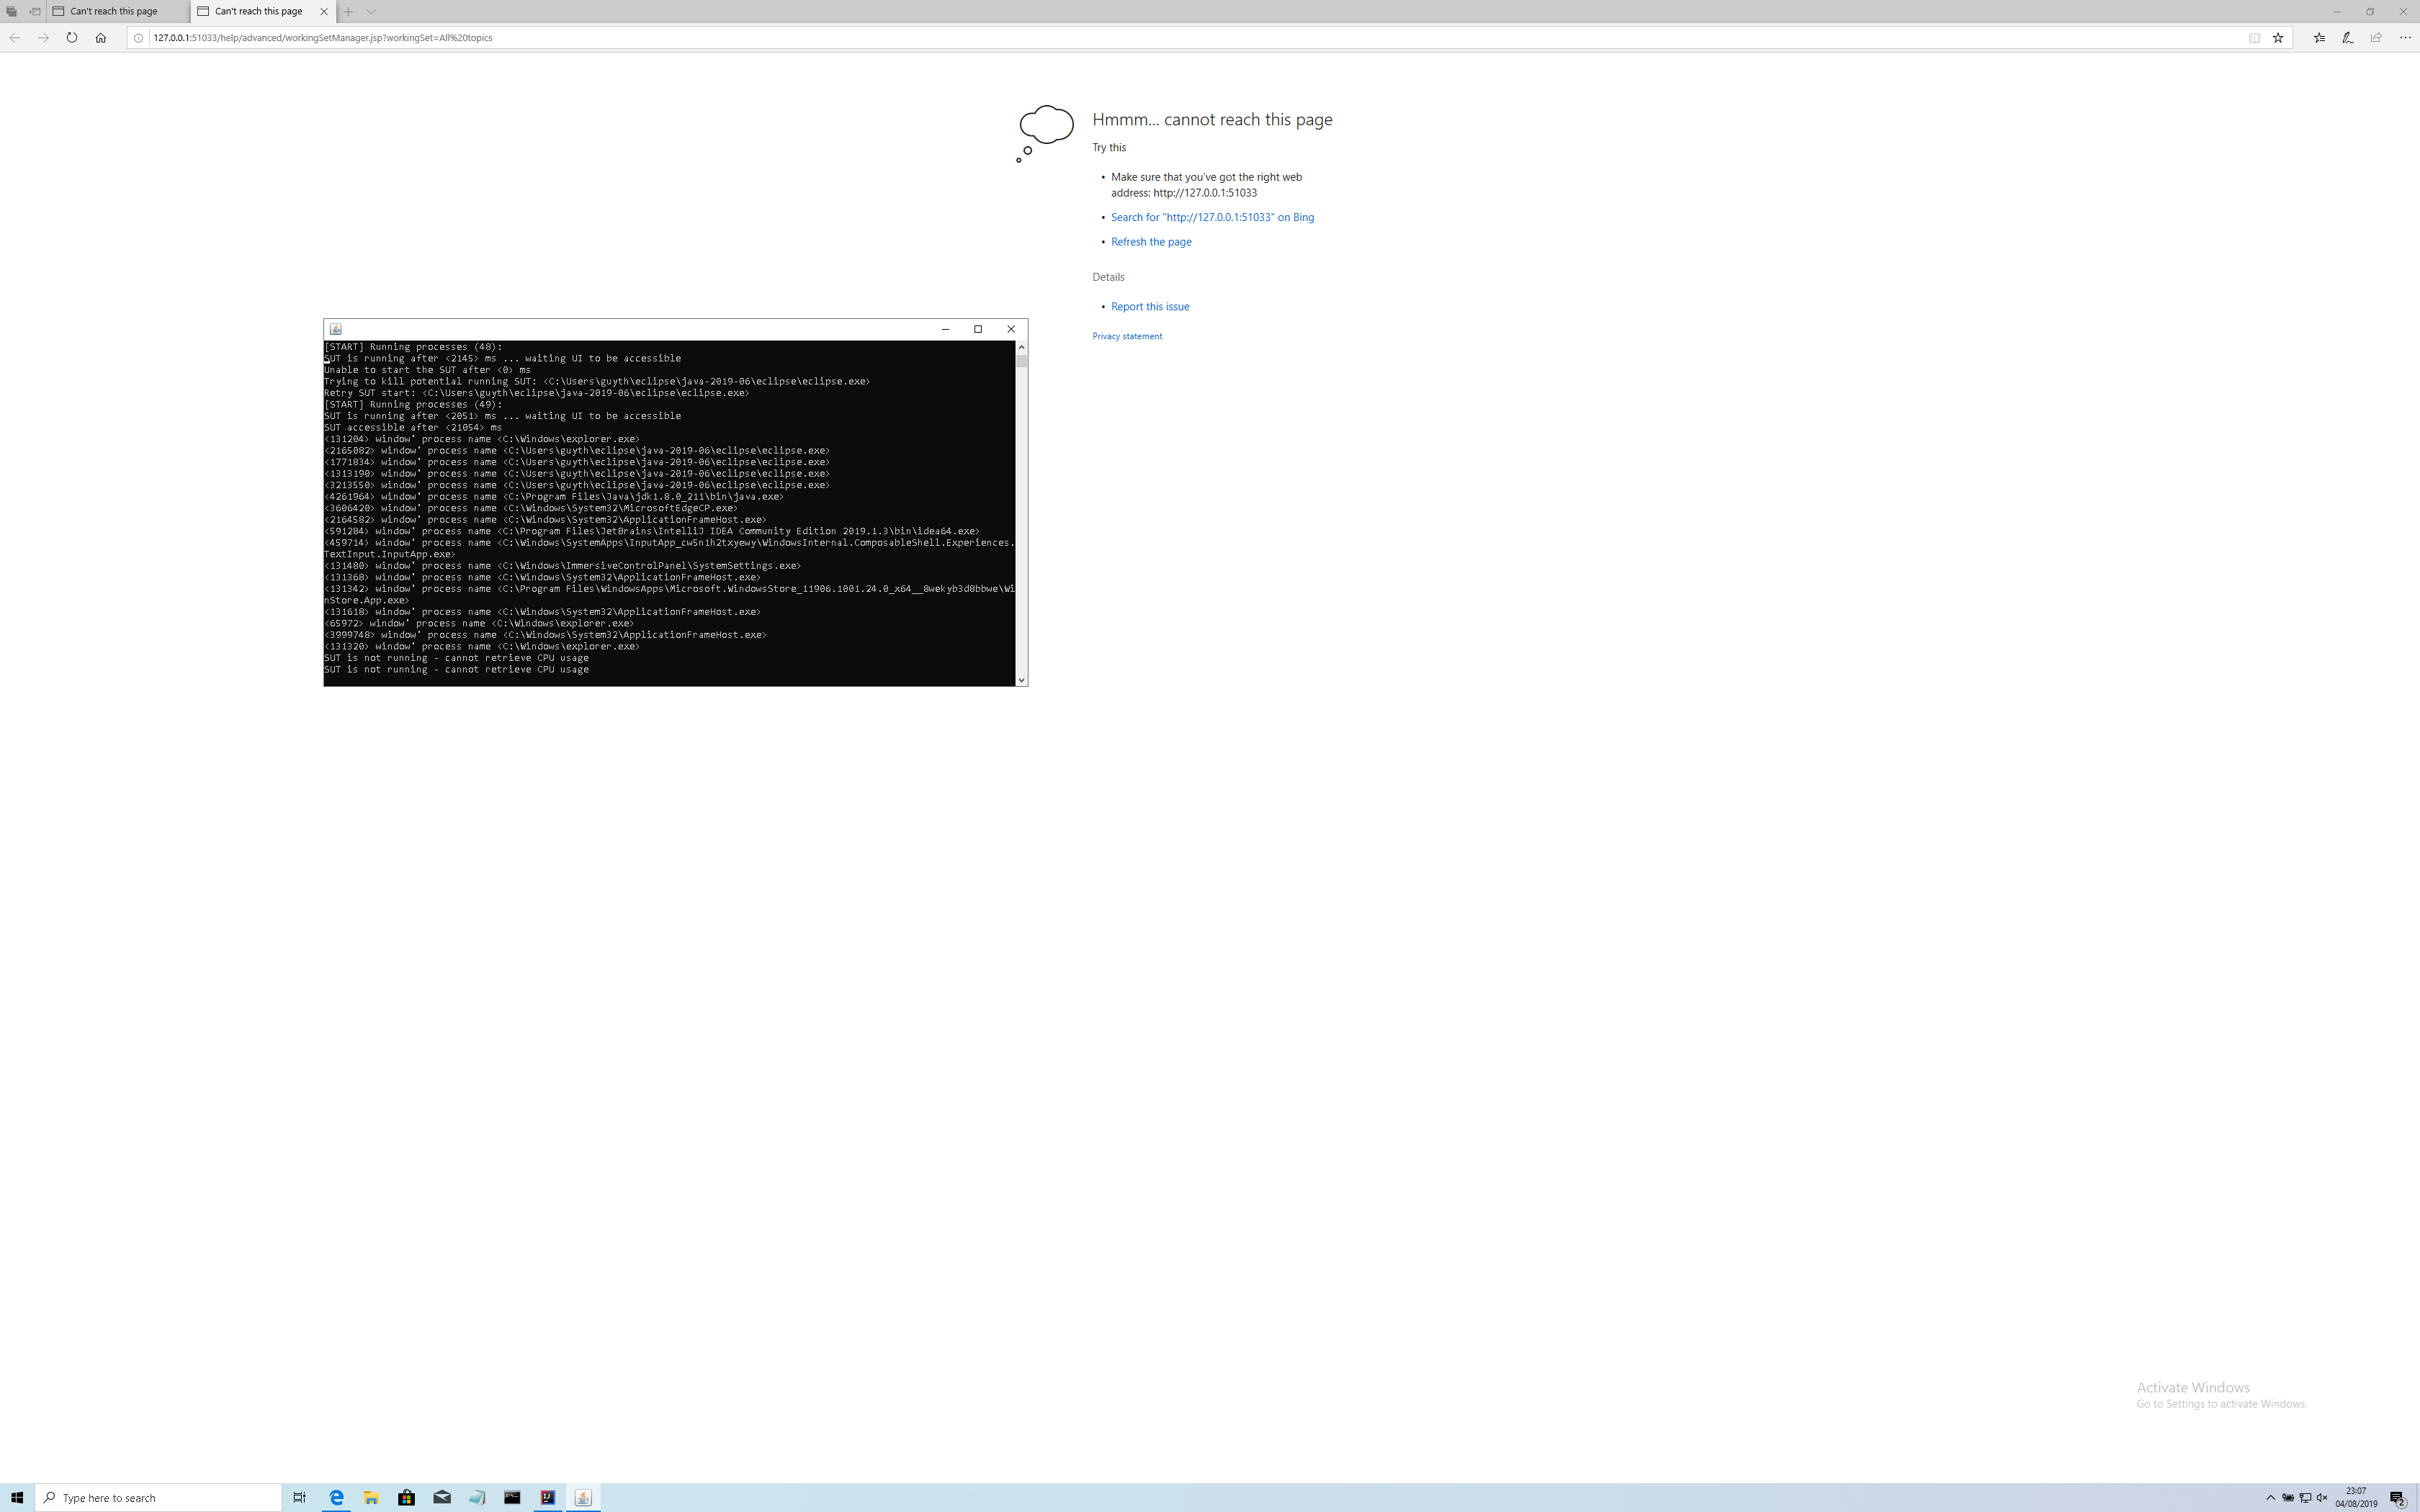 Can't reach this page
Can't reach this page
127.0.0.1:51033/help/advanced/workingSetManager.jsp?workingSet=All%20topics
Hmmm... cannot reach this page
Try this
• Make sure that you've got the right web
address: http://127.0.0.1:51033
• Search for "http://127.0.0.1:51033" on Bing
• Refresh the page
Details
• Report this issue
Privacy statement
[START] Running processes (48):
SUT is running after <2145> ms ... waiting UI to be accessible
Unable to start the SUT after <0> ms
Trying to kill potential running SUT: <C:\Users\guyth\eclipse\java-2019-06\eclipse\eclipse.exe>
Retry SUT start: <C:\Users\guyth\eclipse\java-2019-06\eclipse\eclipse.exe>
[START] Running processes (49):
SUT is running after <2051> ms ... waiting UI to be accessible
SUT accessible after <21054> ms
<131204> window' process name <C:\Windows\explorer.exe>
<2165082> window' process name <C:\Users\guyth\eclipse\java-2019-06\eclipse\eclipse.exe>
<1771834> window' process name <C:\Users\guyth\eclipse\java-2019-06\eclipse\eclipse.exe>
<1313190> window' process name <C:\Users\guyth\eclipse\java-2019-06\eclipse\eclipse.exe>
<3213550> window' process name <C:\Users\guyth\eclipse\java-2019-06\eclipse\eclipse.exe>
<4261964> window' process name <C:\Program Files\Java\jdk1.8.0_211\bin\java.exe>
<3606420> window' process name <C:\Windows\System32\MicrosoftEdgeCP.exe>
<2164582> window' process name <C:\Windows\System32\ApplicationFrameHost.exe>
<591284> window' process name <C:\Program Files\JetBrains\IntelliJ IDEA Community Edition 2019.1.3\bin\idea64.exe>
<459714> window' process name <C:\Windows\SystemApps\InputApp_cw5n1h2txyewy\WindowsInternal.ComposableShell.Experiences.
TextInput.InputApp.exe>
<131480> window' process name <C:\Windows\ImmersiveControlPanel\SystemSettings.exe>
<131368> window' process name <C:\Windows\System32\ApplicationFrameHost.exe>
<131342> window' process name <C:\Program Files\WindowsApps\Microsoft.WindowsStore_11906.1001.24.0_x64__8wekyb3d8bbwe\Wi
nStore.App.exe>
<131618> window' process name <C:\Windows\System32\ApplicationFrameHost.exe>
<65972> window' process name <C:\Windows\explorer.exe>
<3999748> window' process name <C:\Windows\System32\ApplicationFrameHost.exe>
<131320> window' process name <C:\Windows\explorer.exe>
SUT is not running - cannot retrieve CPU usage
SUT is not running - cannot retrieve CPU usage
Activate Windows
Go to Settings to activate Windows.
Type here to search
23:07
04/08/2019
2